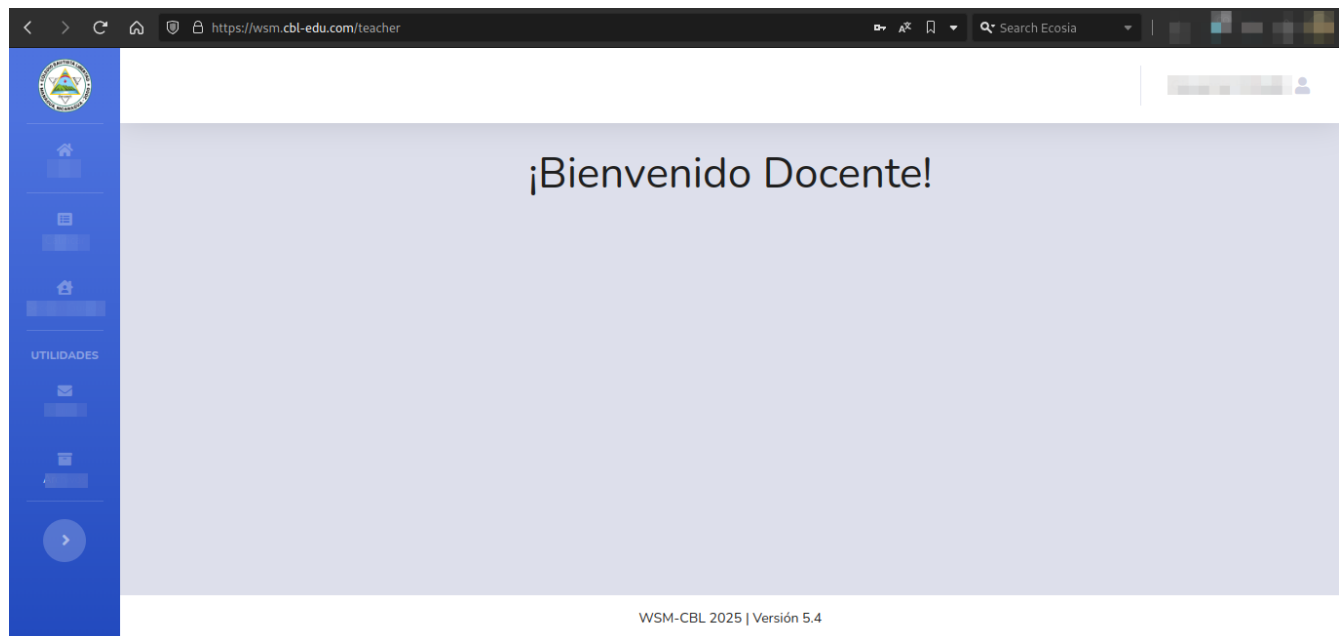 https://wsm.cbl-edu.com/teacher
Search Ecosia
¡Bienvenido Docente!
UTILIDADES
WSM-CBL 2025 | Versión 5.4